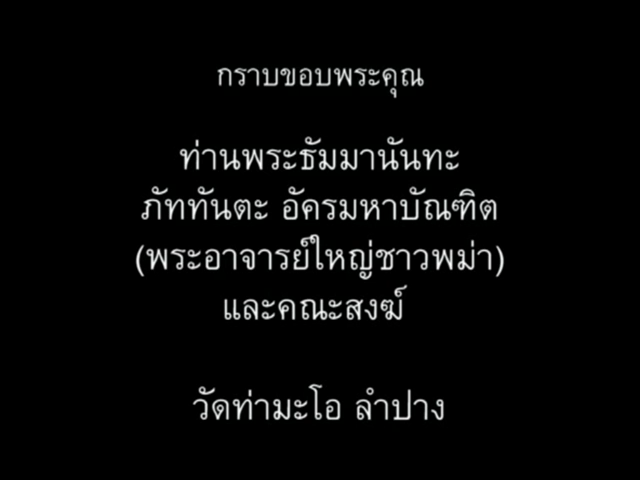 กราบขอบพระคุณ
ท่านพระธัมมานันทะ
ภัททันตะ อัครมหาบัณฑิต
(พระอาจารย์ใหญ่ชาวพม่า)
และคณะสงฆ์
วัดท่ามะโอ ลำปาง